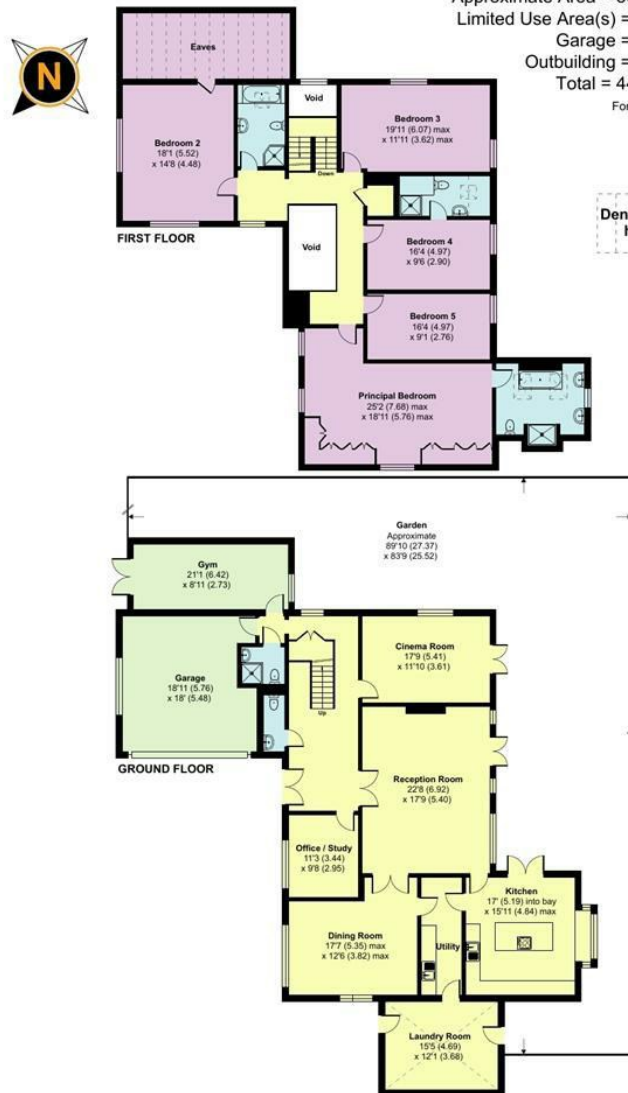 Approximate Area
Limited Use Area(s) =
Garage =
Outbuilding =
Total = 44
For
N
Eaves
Void
Bedroom 2
18'1 (5.52)
x 14'8 (4.48)
Bedroom 3
19'11 (6.07) max
x 11'11 (3.62) max
Down
Den
h
FIRST FLOOR
Void
Bedroom 4
16'4 (4.97)
x 9'6 (2.90)
Bedroom 5
16'4 (4.97)
x 9'1 (2.76)
Principal Bedroom
25'2 (7.68) max
x 18'11 (5.76) max
Garden
Approximate
89'10 (27.37)
x 83'9 (25.52)
Gym
21'1 (6.42)
x 8'11 (2.73)
Cinema Room
17'9 (5.41)
x 11'10 (3.61)
Garage
18'11 (5.76)
x 18' (5.48)
Up
GROUND FLOOR
Reception Room
22'8 (6.92)
x 17'9 (5.40)
Office / Study
11'3 (3.44)
x 9'8 (2.95)
Kitchen
17' (5.19) into bay
x 15'11 (4.84) max
Dining Room
17'7 (5.35) max
x 12'6 (3.82) max
Utility
Laundry Room
15'5 (4.69)
x 12'1 (3.68)